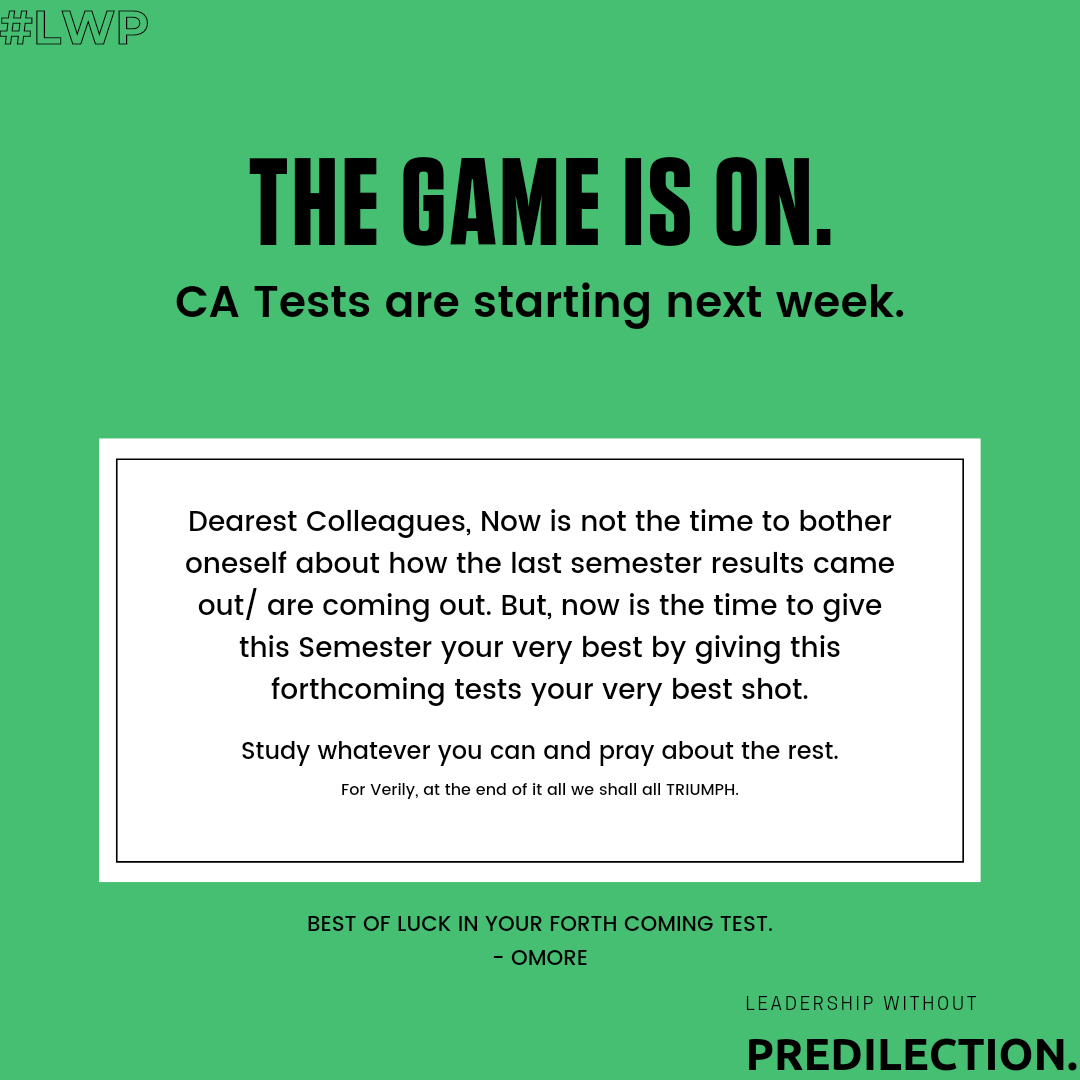 #LWP
THE GAME IS ON.
CA Tests are starting next week.
Dearest Colleagues, Now is not the time to bother
oneself about how the last semester results came
out/ are coming out. But, now is the time to give
this Semester your very best by giving this
forthcoming tests your very best shot.
Study whatever you can and pray about the rest.
For Verily, at the end of it all we shall all TRIUMPH.
BEST OF LUCK IN YOUR FORTH COMING TEST.
- OMORE
LEADERSHIP WITHOUT
PREDILECTION.